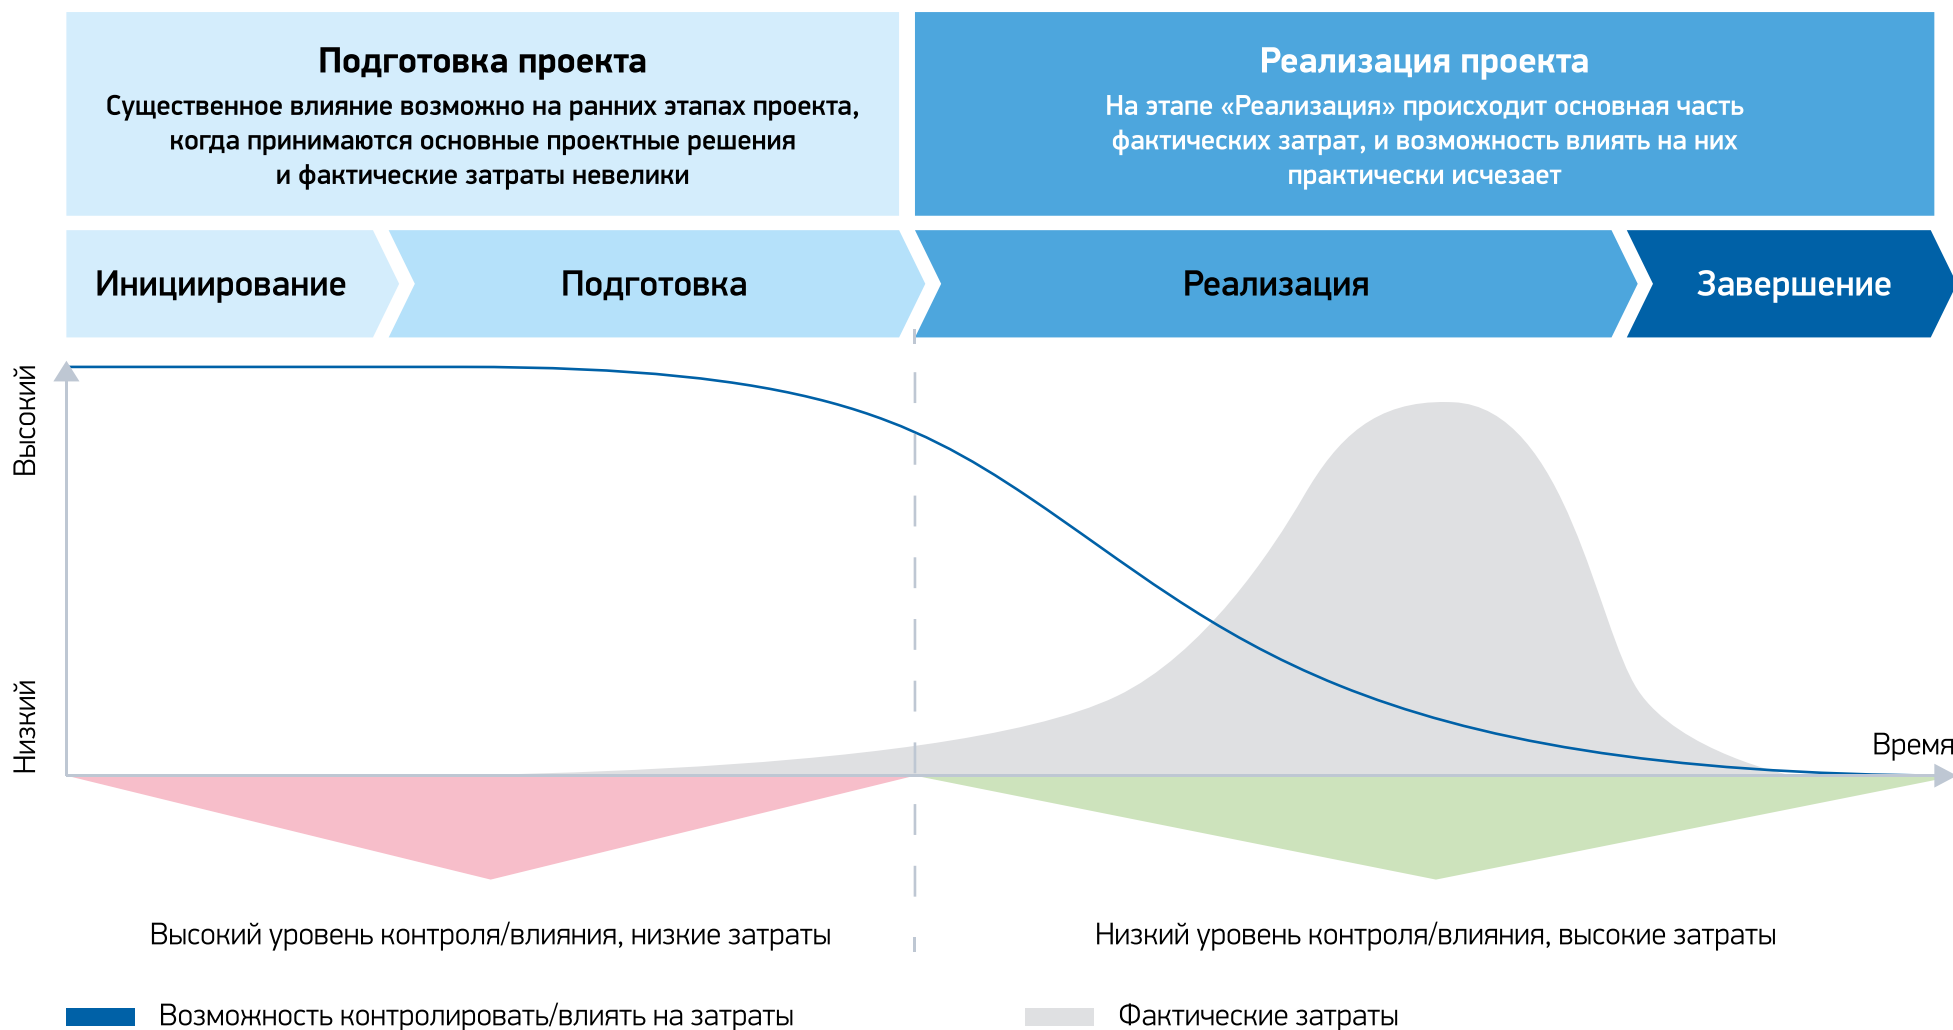 Подготовка проекта
Существенное влияние возможно на ранних этапах проекта,
когда принимаются основные проектные решения
и фактические затраты невелики
Реализация проекта
На этапе «Реализация» происходит основная часть
фактических затрат, и возможность влиять на них
практически исчезает
Инициирование
Подготовка
Реализация
Завершение
Высокий
Низкий
Время
Высокий уровень контроля/влияния, низкие затраты
Низкий уровень контроля/влияния, высокие затраты
Возможность контролировать/влиять на затраты
Фактические затраты